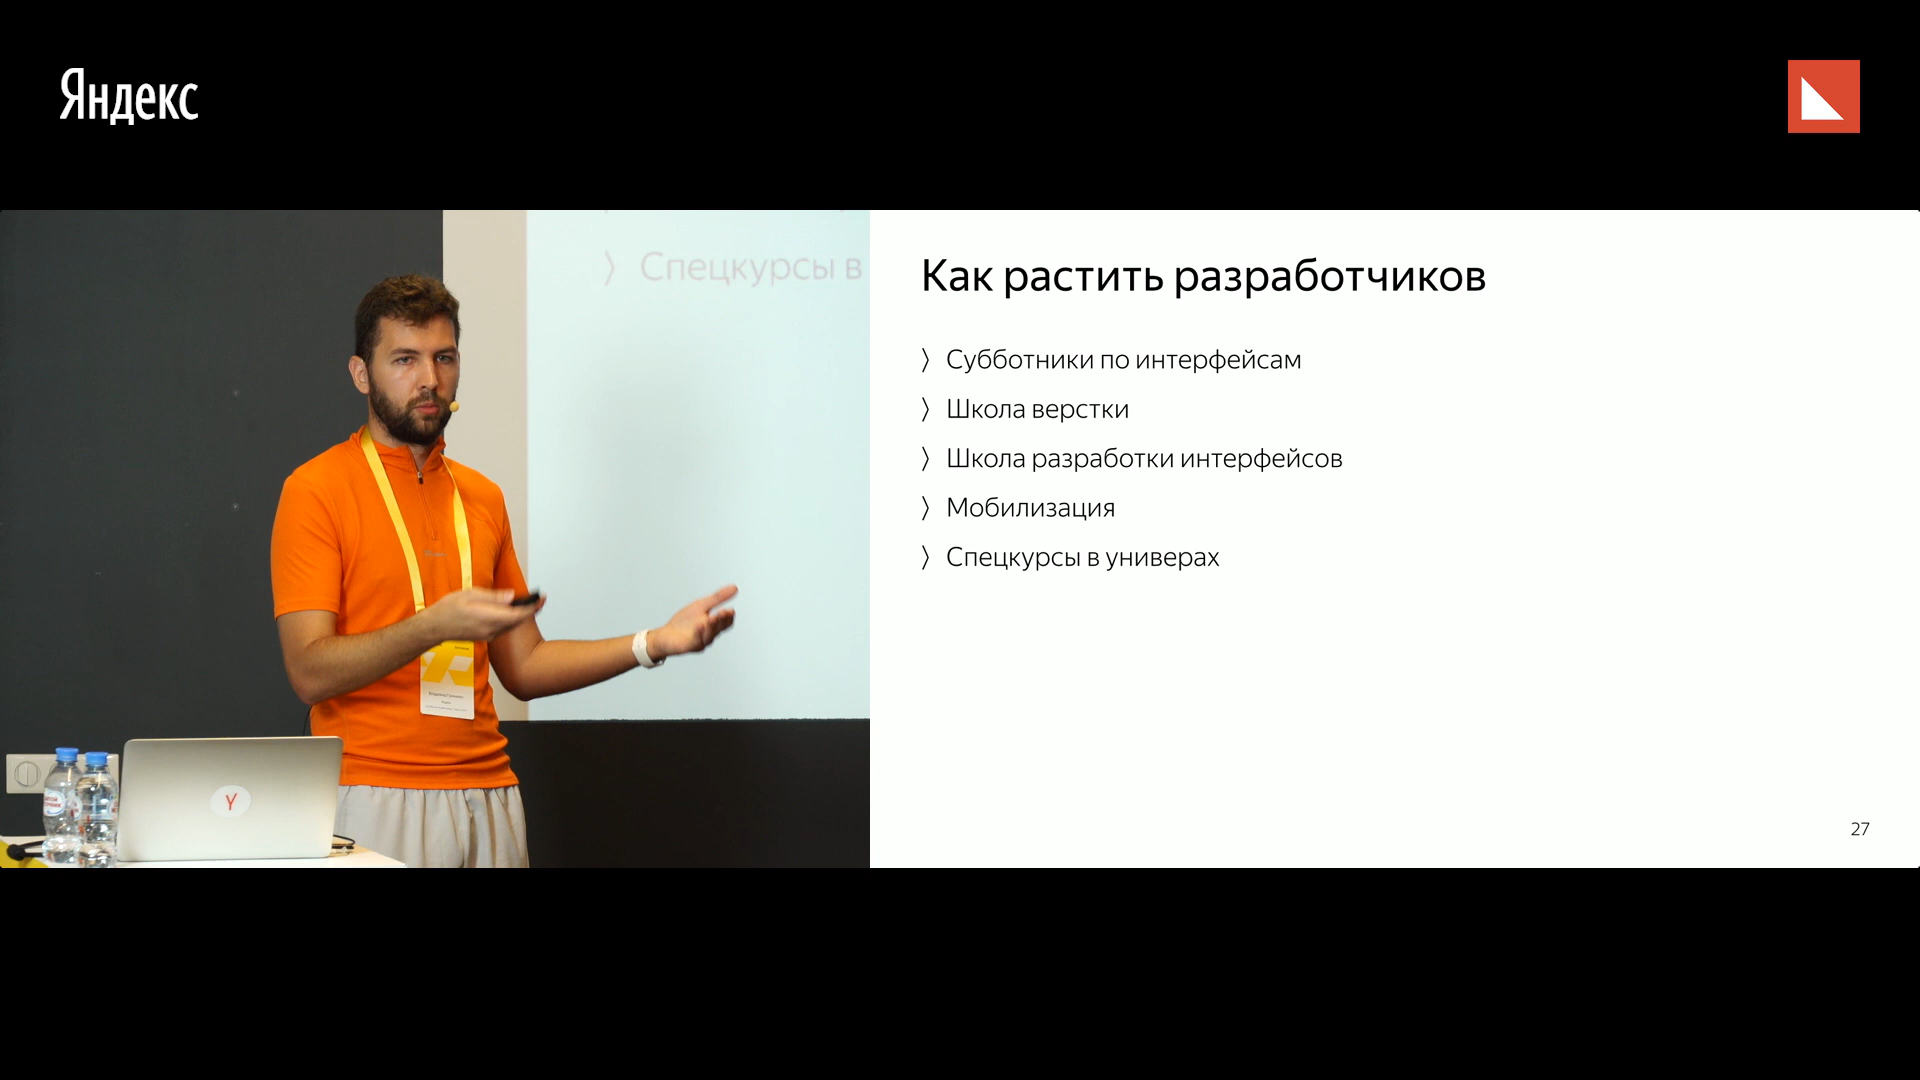 Яндекс
〉 Спецкурсы в
Как растить разработчиков
〉 Субботники по интерфейсам
〉 Школа верстки
〉 Школа разработки интерфейсов
〉 Мобилизация
〉 Спецкурсы в универах
Y
27